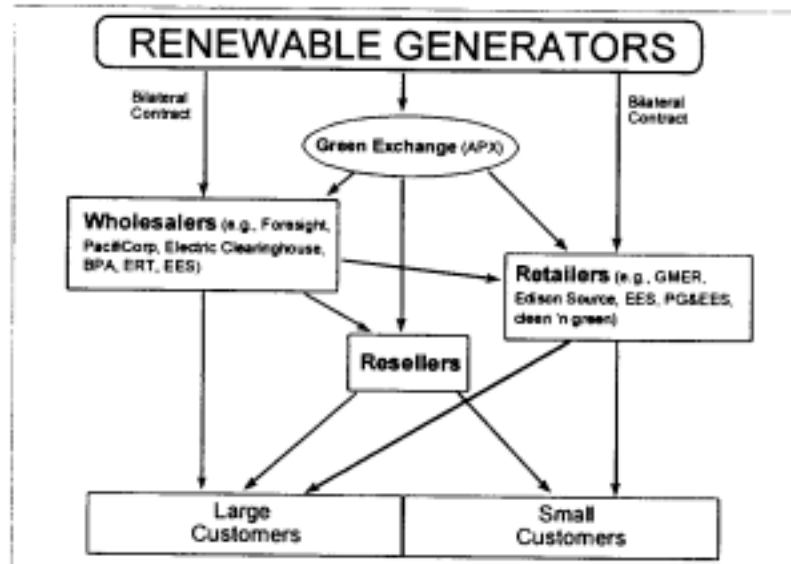 RENEWABLE GENERATORS
Bilateral
Contract
Bilateral
Contract
Green Exchange (APX)
Wholesalers (e.g., Foresight,
PacifiCorp, Electric Clearinghouse,
BPA, ERT, EES)
Retailers (e.g., GMER,
Edison Source, EES, PG&EES,
cleen 'n green)
Resellers
Large
Customers
Small
Customers